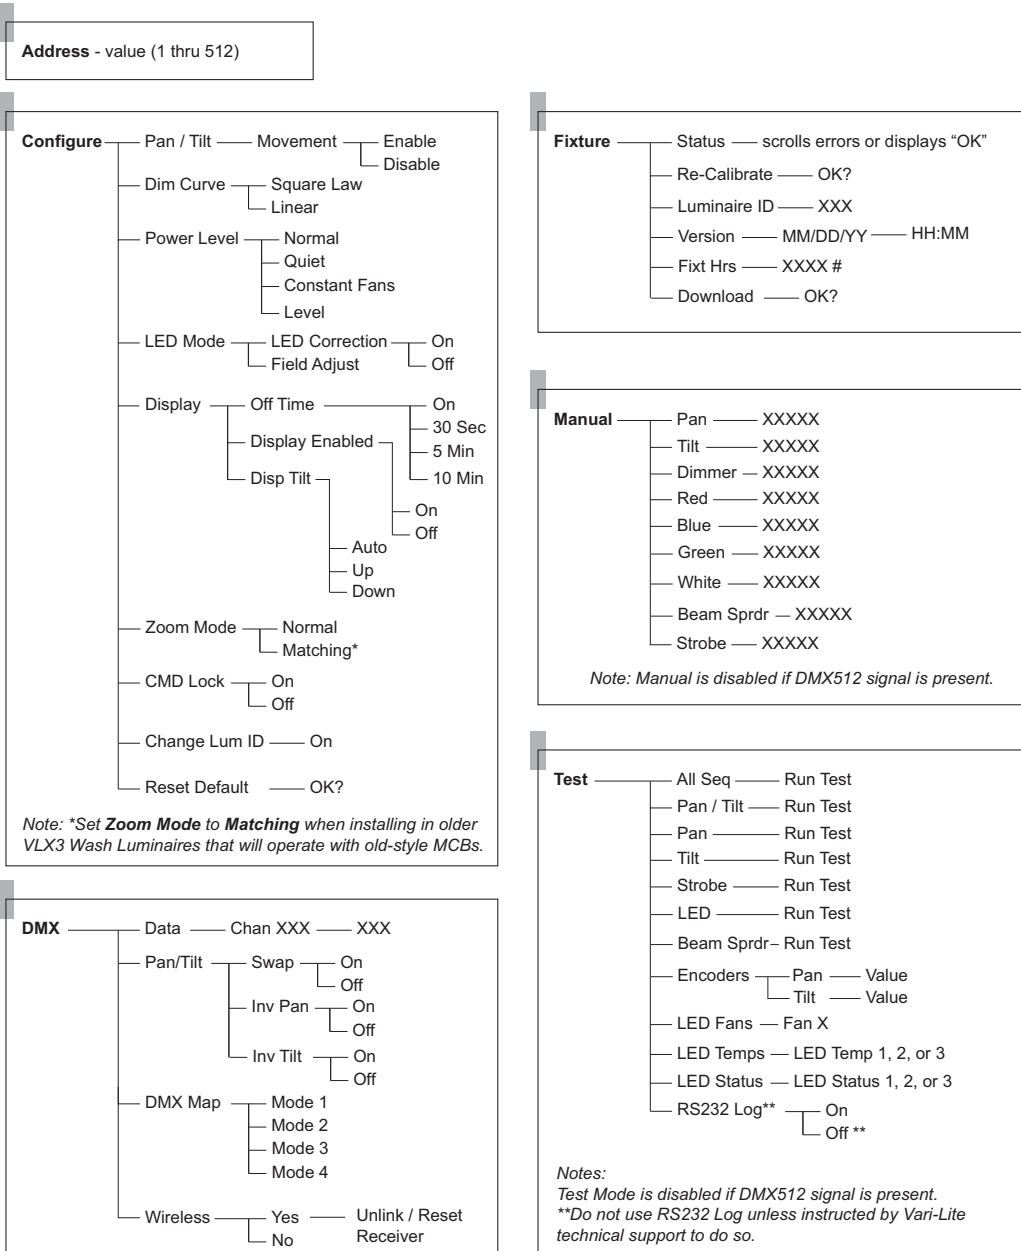 Address - value (1 thru 512)
Configure Pan / Tilt Movement Enable
Disable
Dim Curve Square Law
Linear
Power Level Normal
Quiet
Constant Fans
Level
LED Mode LED Correction On
Field Adjust Off
Display Off Time On
30 Sec
Display Enabled 5 Min
Disp Tilt 10 Min
On
Off
Auto
Up
Down
Zoom Mode Normal
Matching*
CMD Lock On
Off
Change Lum ID On
Reset Default OK?
Note: *Set Zoom Mode to Matching when installing in older
VLX3 Wash Luminaires that will operate with old-style MCBs.
DMX Data Chan XXX XXX
Pan/Tilt Swap On
Off
Inv Pan On
Off
Inv Tilt On
Off
DMX Map Mode 1
Mode 2
Mode 3
Mode 4
Wireless Yes Unlink / Reset
No Receiver
Fixture Status scrolls errors or displays “OK”
Re-Calibrate OK?
Luminaire ID XXX
Version MM/DD/YY HH:MM
Fixt Hrs XXXX #
Download OK?
Manual Pan XXXXX
Tilt XXXXX
Dimmer XXXXX
Red XXXXX
Blue XXXXX
Green XXXXX
White XXXXX
Beam Sprdr XXXXX
Strobe XXXXX
Note: Manual is disabled if DMX512 signal is present.
Test All Seq Run Test
Pan / Tilt Run Test
Pan Run Test
Tilt Run Test
Strobe Run Test
LED Run Test
Beam Sprdr Run Test
Encoders Pan Value
Tilt Value
LED Fans Fan X
LED Temps LED Temp 1, 2, or 3
LED Status LED Status 1, 2, or 3
RS232 Log** On
Off **
Notes:
Test Mode is disabled if DMX512 signal is present.
**Do not use RS232 Log unless instructed by Vari-Lite
technical support to do so.